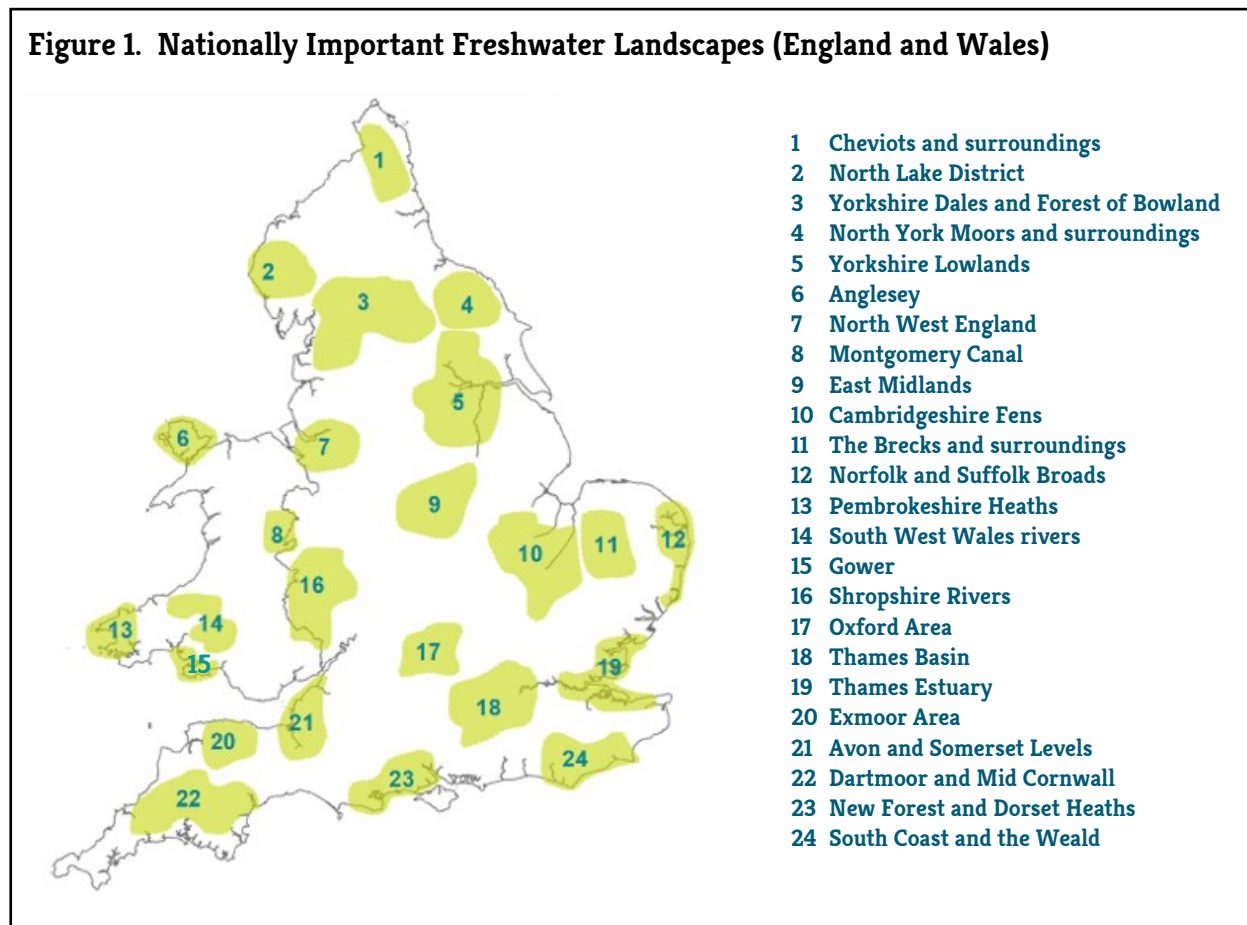 Figure 1. Nationally Important Freshwater Landscapes (England and Wales)
1
2
3
4
5
6
7
8
9
10
11
12
13
14
15
16
17
18
19
20
21
22
23
24
1 Cheviots and surroundings
2 North Lake District
3 Yorkshire Dales and Forest of Bowland
4 North York Moors and surroundings
5 Yorkshire Lowlands
6 Anglesey
7 North West England
8 Montgomery Canal
9 East Midlands
10 Cambridgeshire Fens
11 The Brecks and surroundings
12 Norfolk and Suffolk Broads
13 Pembrokeshire Heaths
14 South West Wales rivers
15 Gower
16 Shropshire Rivers
17 Oxford Area
18 Thames Basin
19 Thames Estuary
20 Exmoor Area
21 Avon and Somerset Levels
22 Dartmoor and Mid Cornwall
23 New Forest and Dorset Heaths
24 South Coast and the Weald